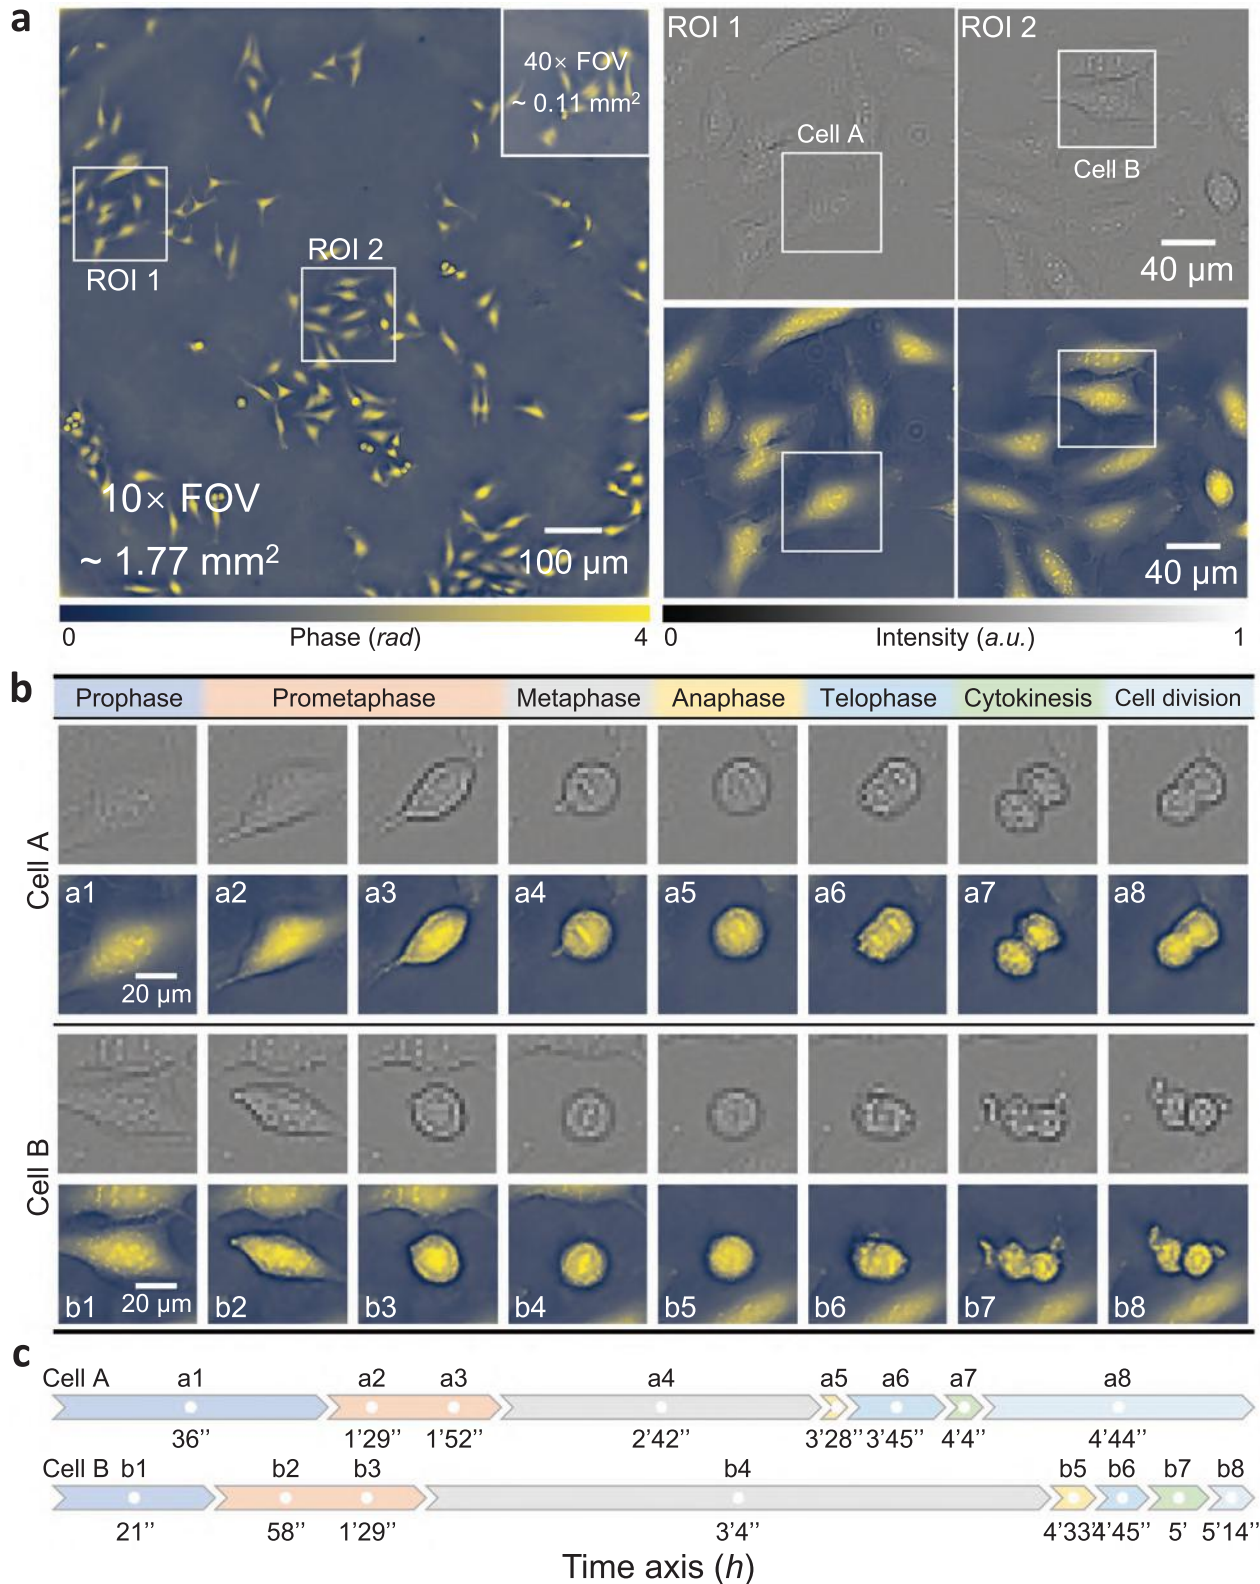 a
40× FOV
~ 0.11 mm²
ROI 1
ROI 2
10× FOV
~ 1.77 mm²
100 µm
0 Phase (rad) 4
ROI 1
ROI 2
Cell A
Cell B
40 µm
40 µm
0 Intensity (a.u.) 1
b
Prophase Prometaphase Metaphase Anaphase Telophase Cytokinesis Cell division
Cell A
a1 a2 a3 a4 a5 a6 a7 a8
20 µm
Cell B
b1 20 µm b2 b3 b4 b5 b6 b7 b8
c
Cell A a1 a2 a3 a4 a5 a6 a7 a8
36’’ 1’29’’ 1’52’’ 2’42’’ 3’28’’ 3’45’’ 4’4’’ 4’44’’
Cell B b1 b2 b3 b4 b5 b6 b7 b8
21’’ 58’’ 1’29’’ 3’4’’ 4’33’’ 4’45’’ 5’ 5’14’’
Time axis (h)